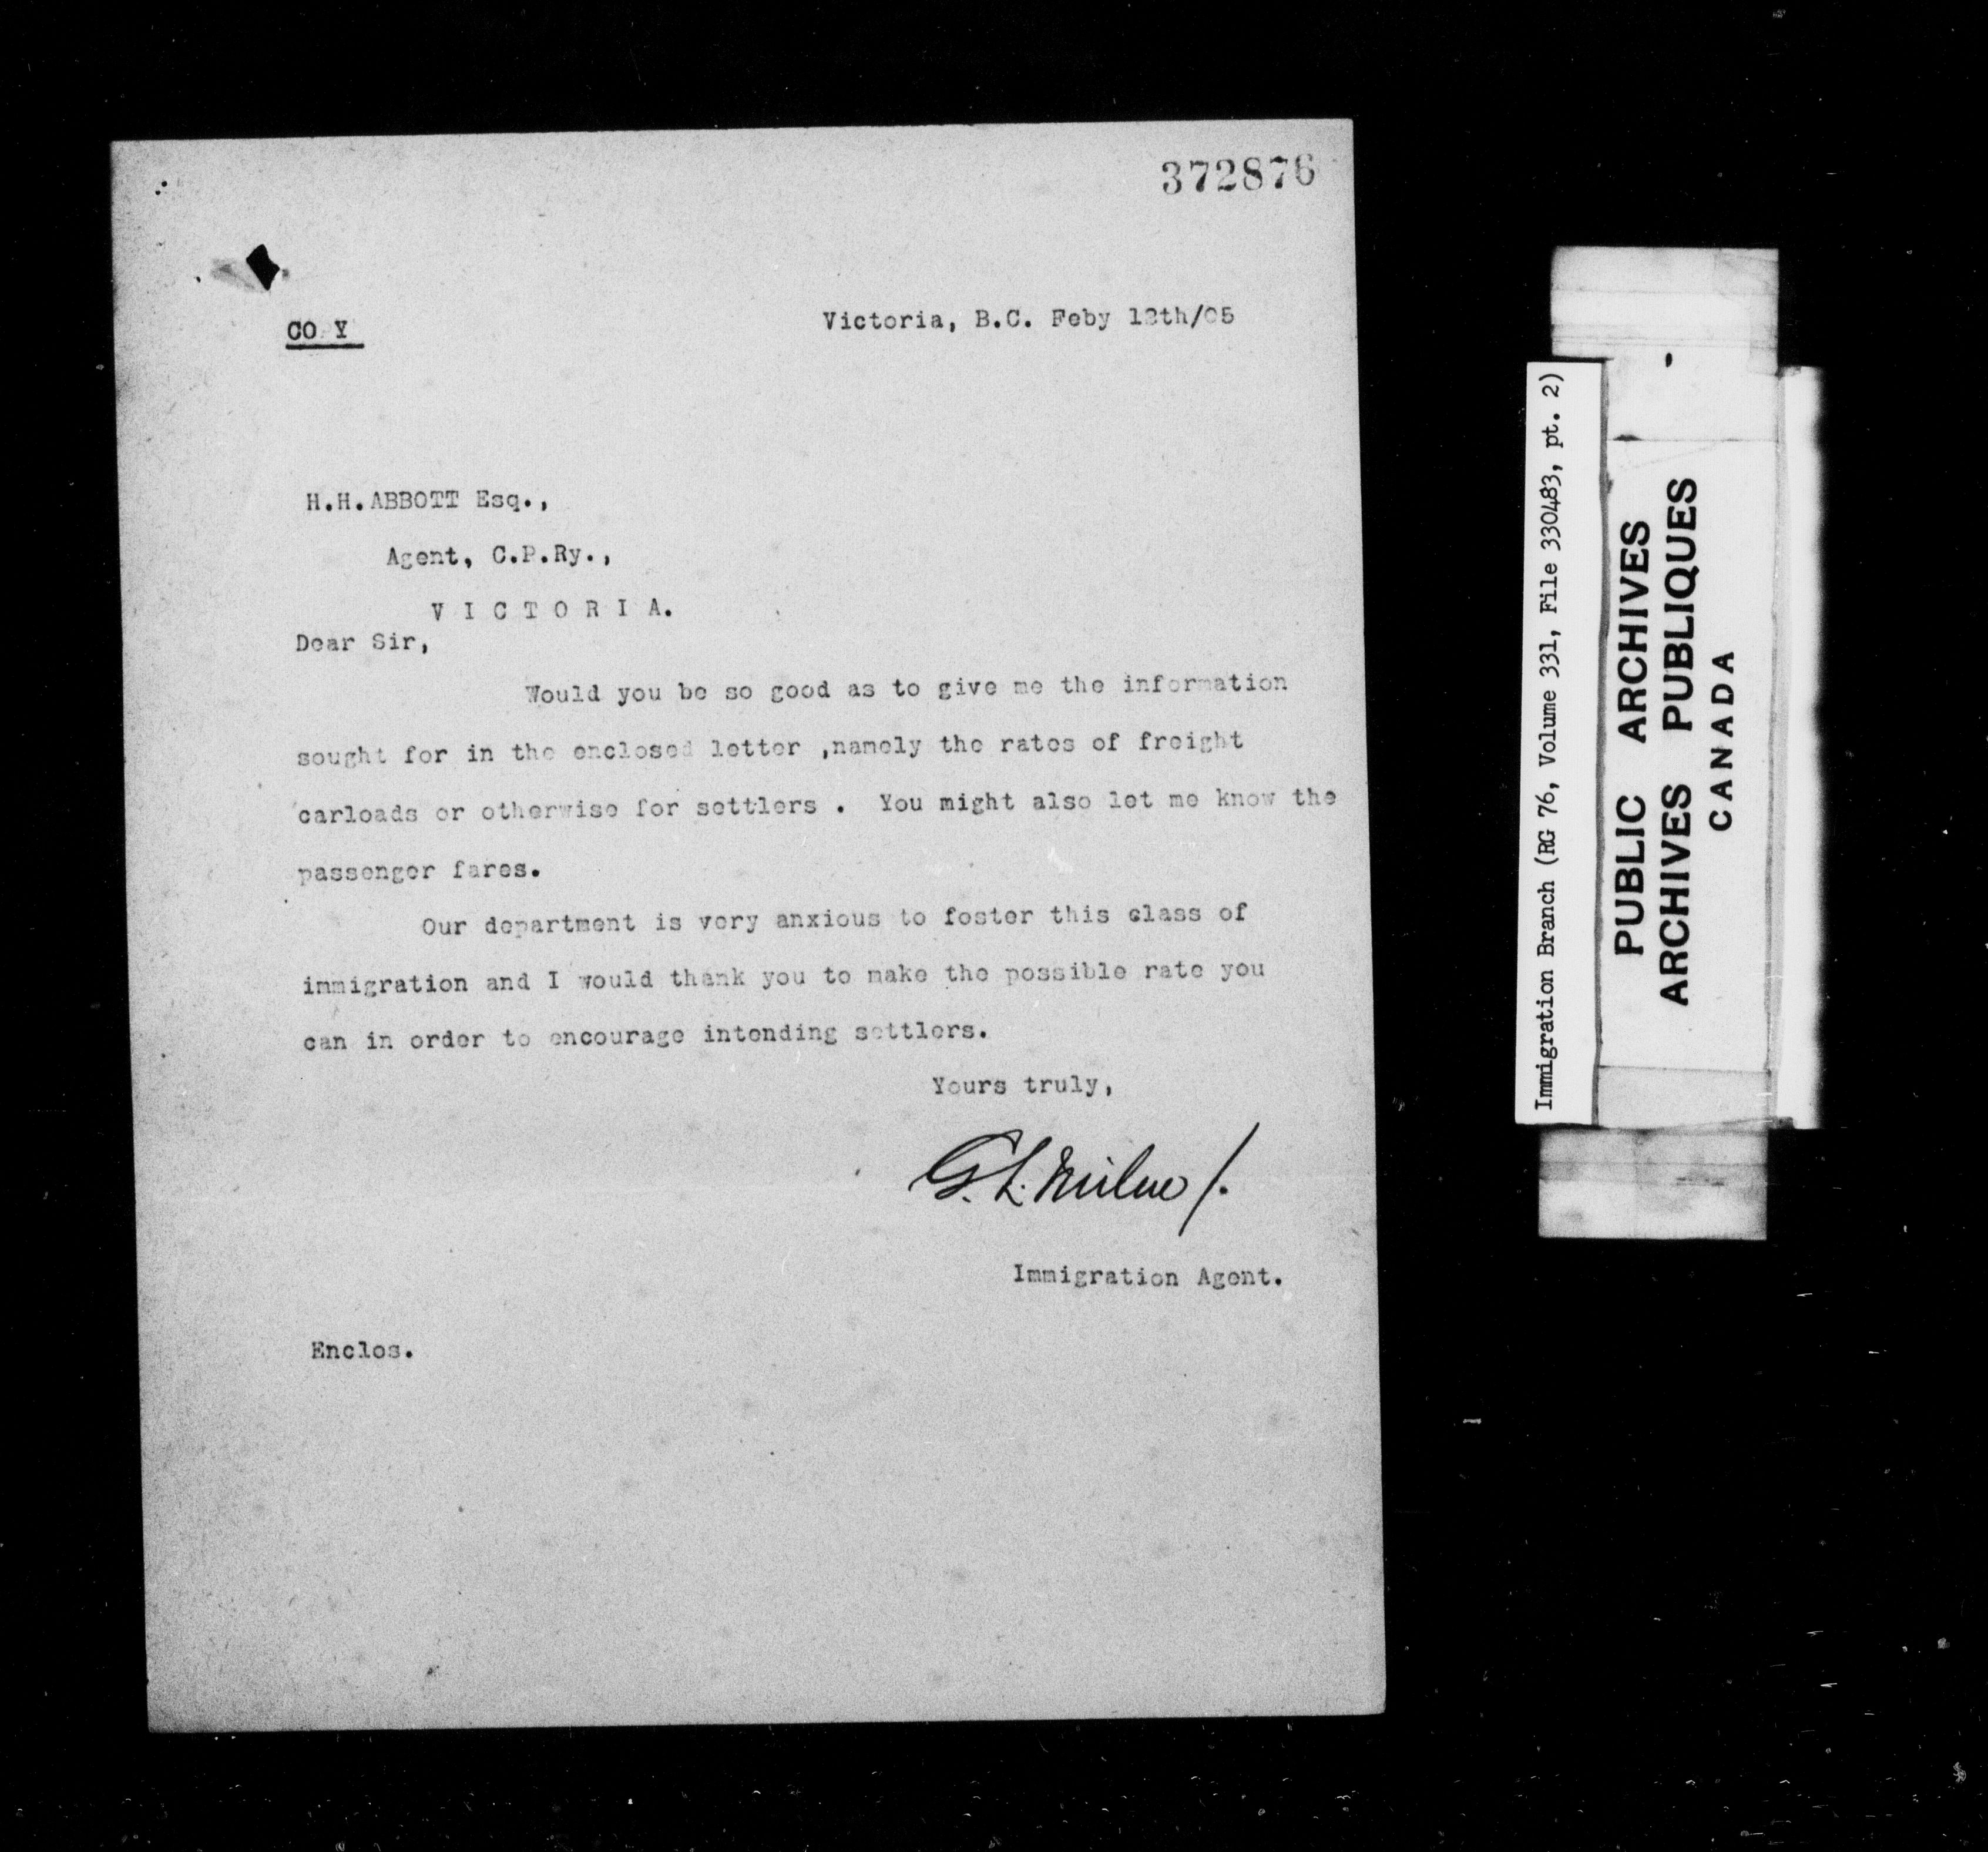 372876
CO Y
Victoria, B.C. Feby 13th/05
H.H.ABBOTT Esq.,
Agent, C.P.Ry.,
V I C T O R I A.
Dear Sir,
Would you be so good as to give me the information
sought for in the enclosed letter ,namely the rates of freight
carloads or otherwise for settlers . You might also let me know the
passenger fares.
Our department is very anxious to foster this class of
immigration and I would thank you to make the possible rate you
can in order to encourage intending settlers.
Yours truly,
G. L. Milne /.
Immigration Agent.
Enclos.
Immigration Branch (RG 76, Volume 331, File 330483, pt. 2)
PUBLIC ARCHIVES
ARCHIVES PUBLIQUES
CANADA